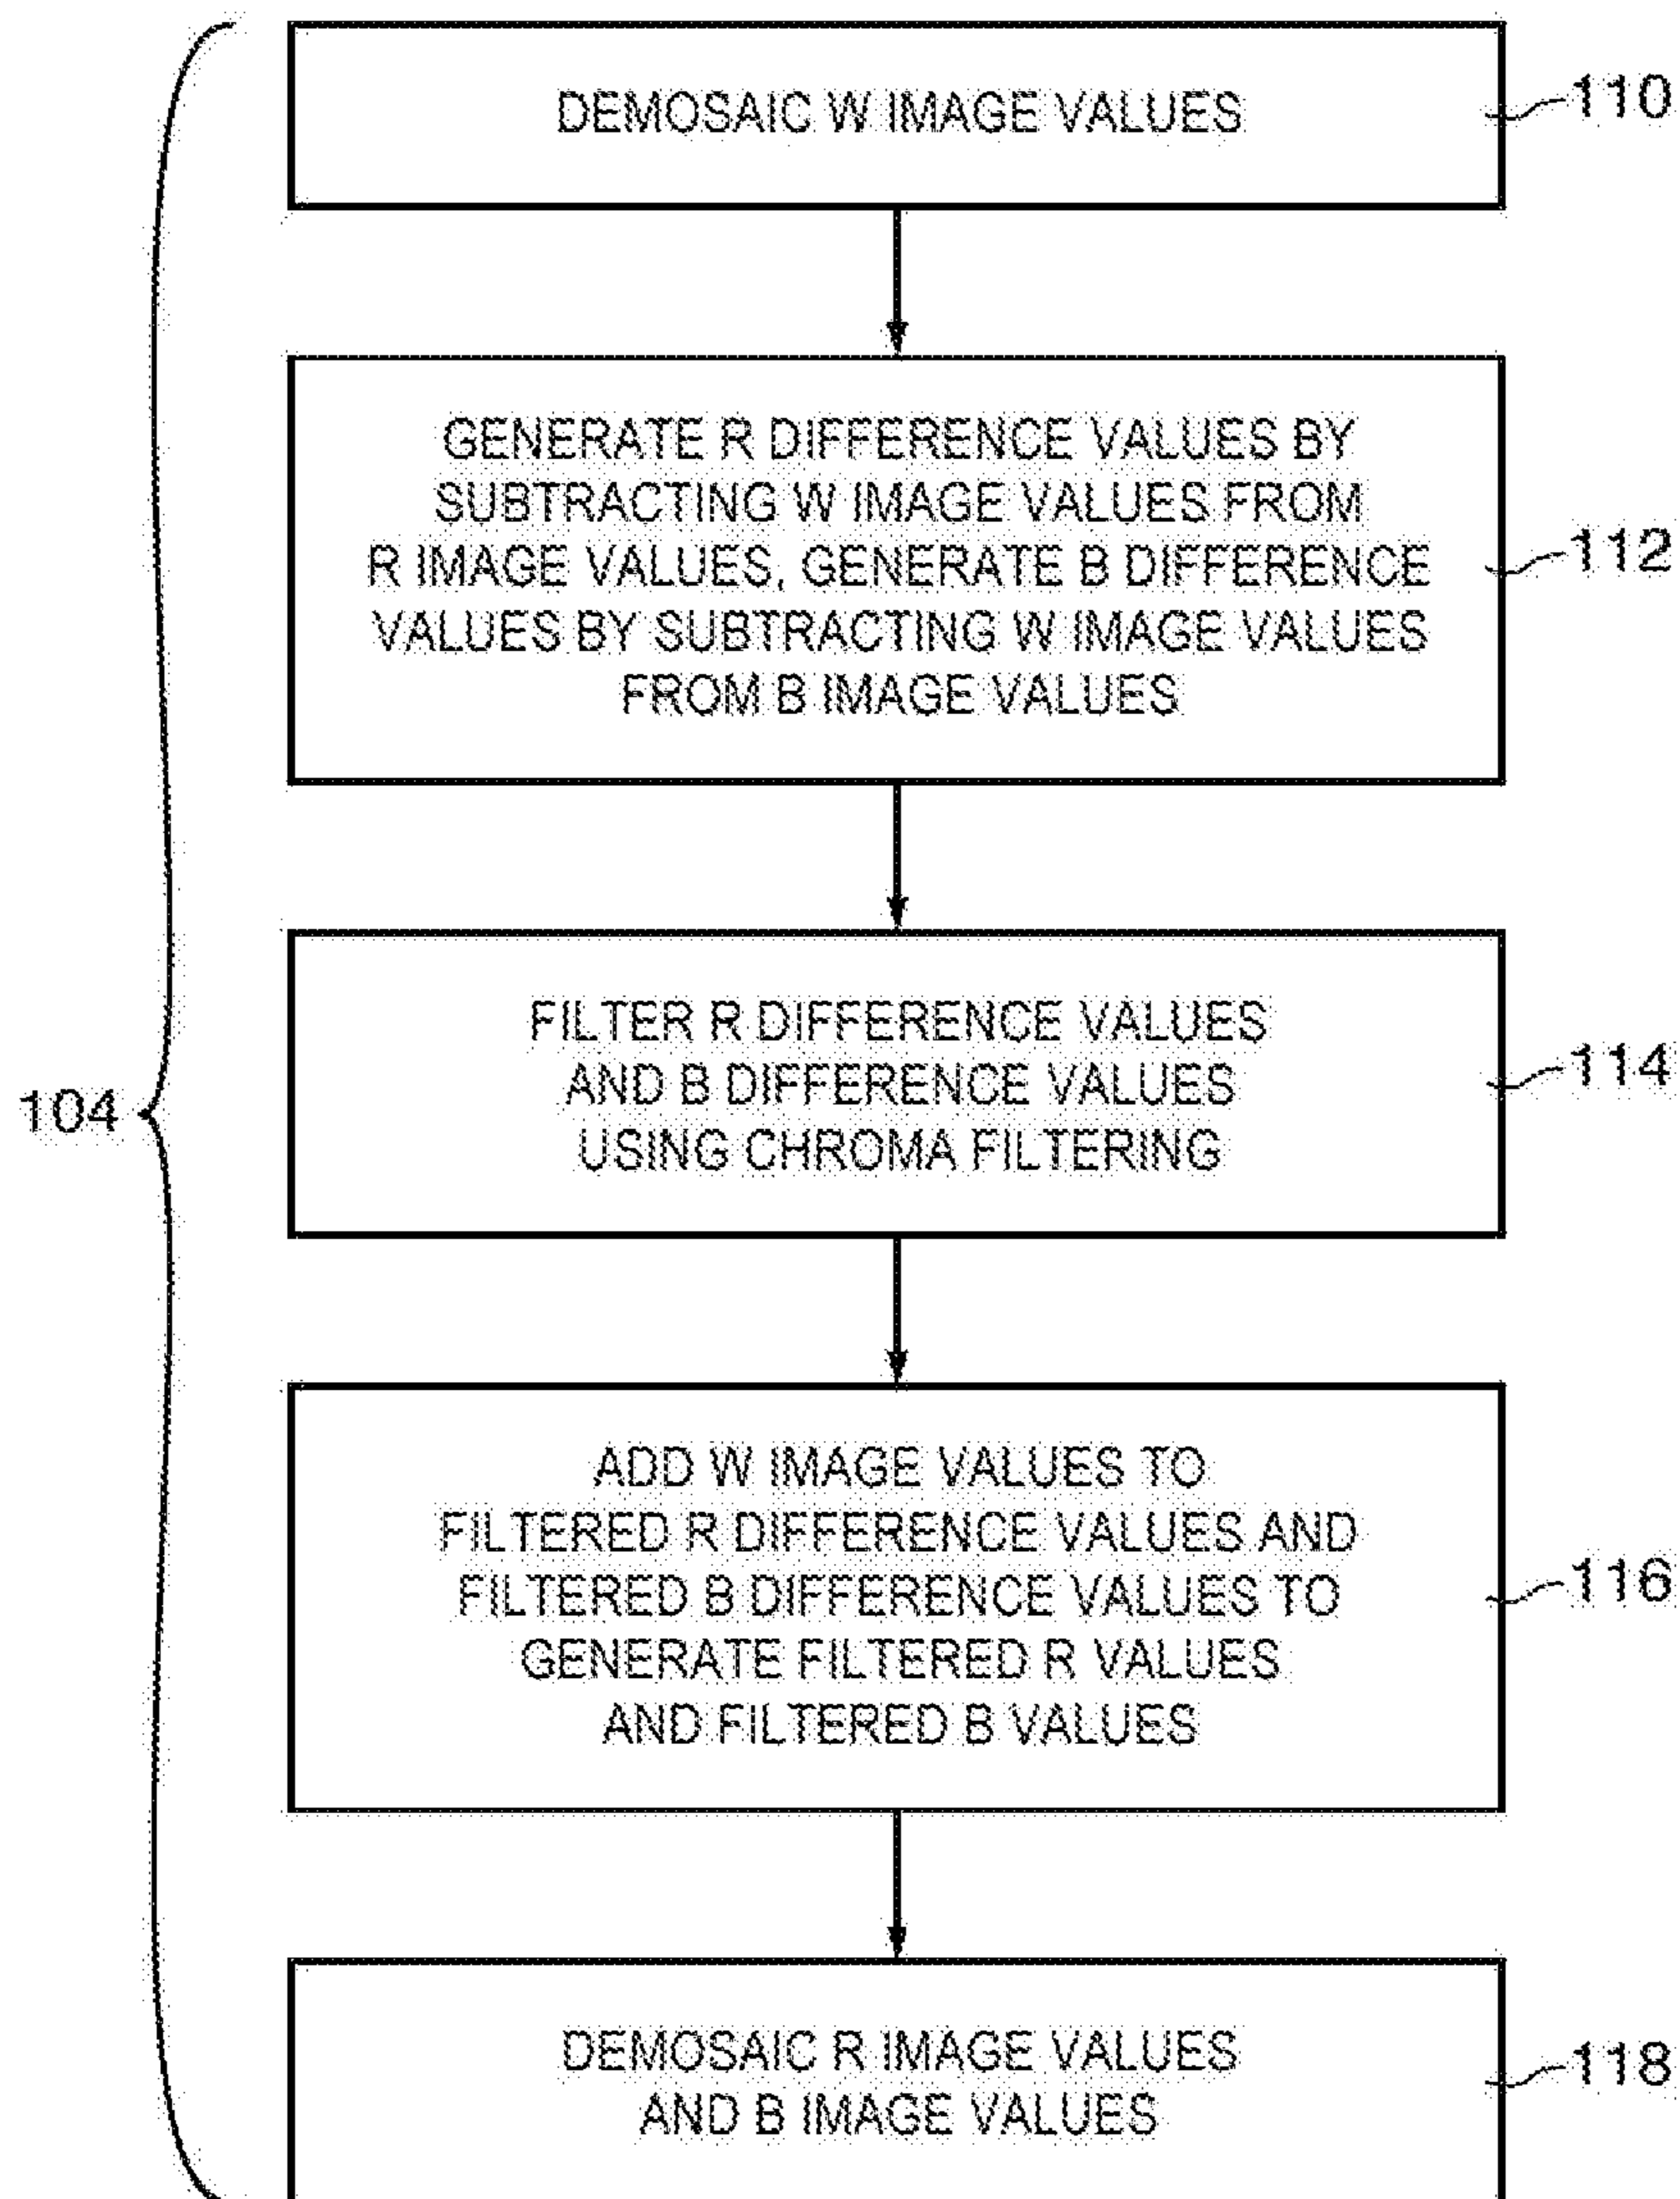 DEMOSAIC W IMAGE VALUES
110
GENERATE R DIFFERENCE VALUES BY
SUBTRACTING W IMAGE VALUES FROM
R IMAGE VALUES, GENERATE B DIFFERENCE
VALUES BY SUBTRACTING W IMAGE VALUES
FROM B IMAGE VALUES
112
FILTER R DIFFERENCE VALUES
AND B DIFFERENCE VALUES
USING CHROMA FILTERING
114
104
ADD W IMAGE VALUES TO
FILTERED R DIFFERENCE VALUES AND
FILTERED B DIFFERENCE VALUES TO
GENERATE FILTERED R VALUES
AND FILTERED B VALUES
116
DEMOSAIC R IMAGE VALUES
AND B IMAGE VALUES
118